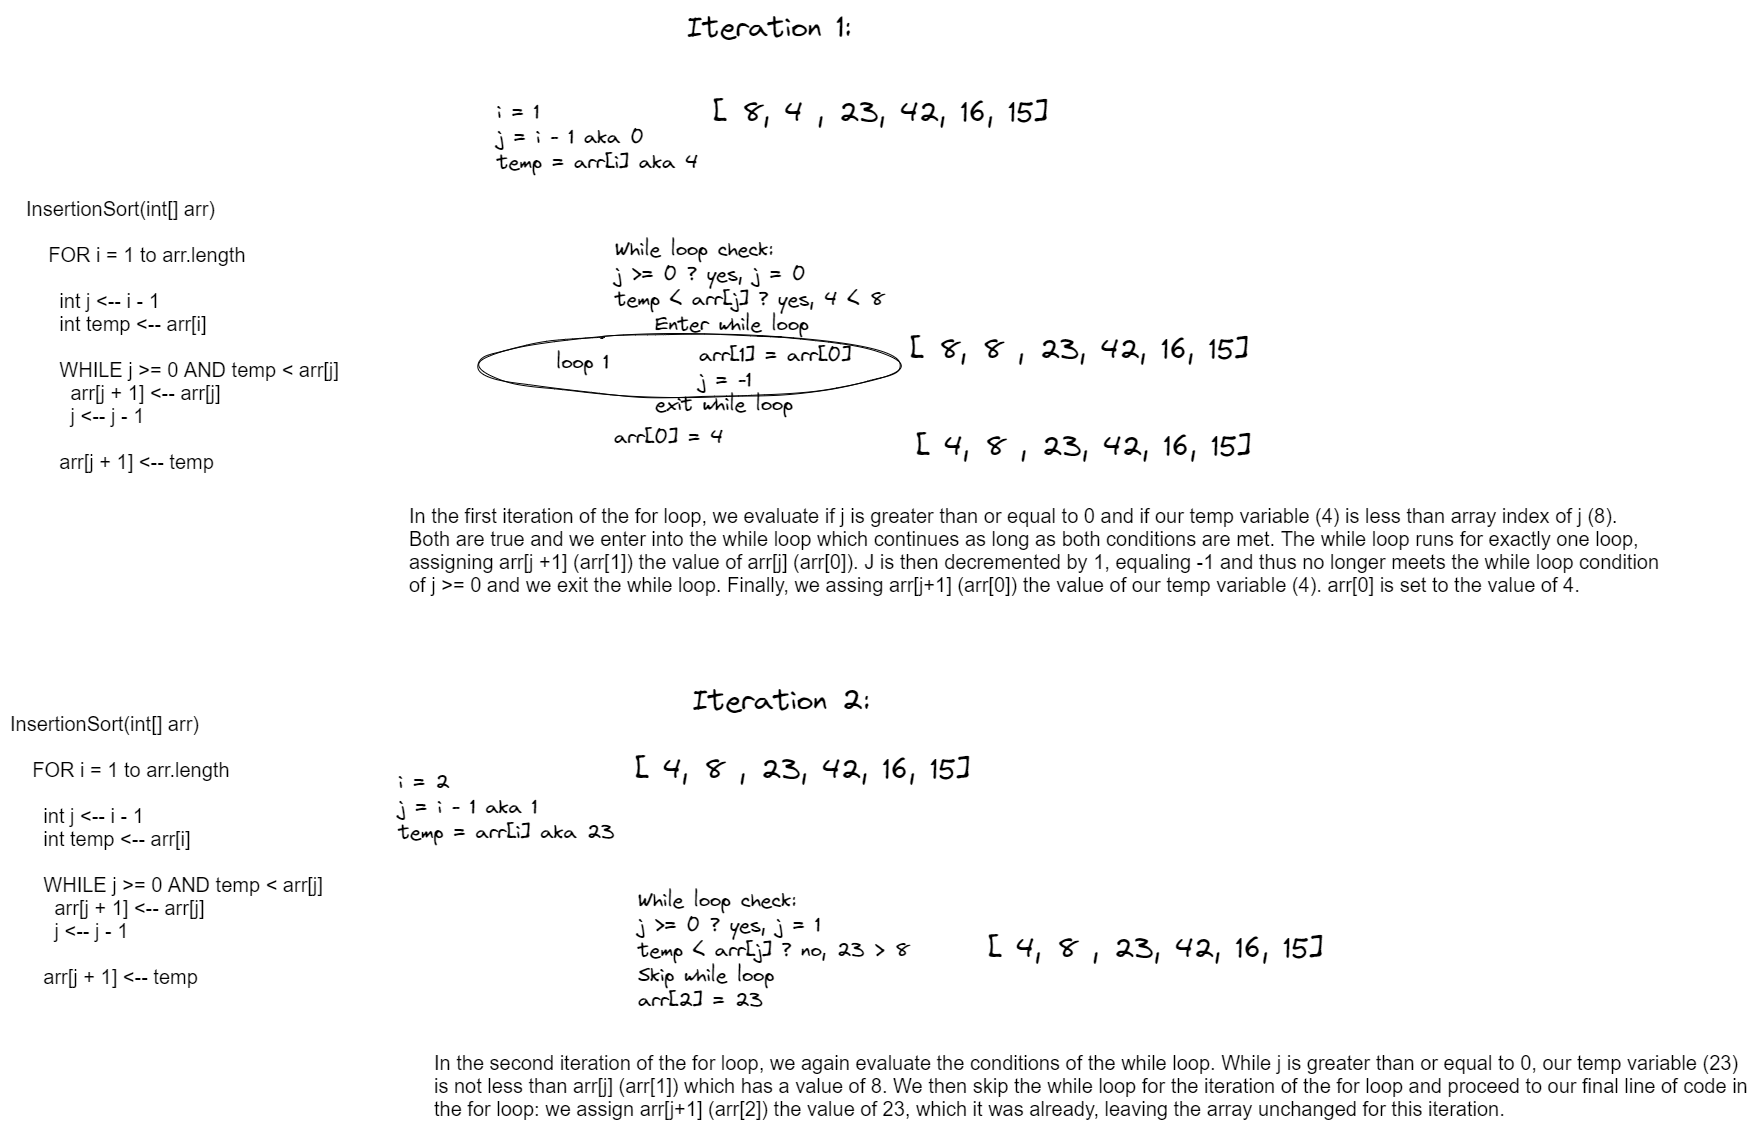 Iteration 1:
i = 1
j = i - 1 aka 0
temp = arr[i] aka 4
[ 8, 4 , 23, 42, 16, 15]
InsertionSort(int[] arr)
FOR i = 1 to arr.length
int j <-- i - 1
int temp <-- arr[i]
WHILE j >= 0 AND temp < arr[j]
arr[j + 1] <-- arr[j]
j <-- j - 1
arr[j + 1] <-- temp
While loop check:
j >= 0 ? yes, j = 0
temp < arr[j] ? yes, 4 < 8
Enter while loop
loop 1
arr[1] = arr[0]
j = -1
exit while loop
arr[0] = 4
[ 8, 8 , 23, 42, 16, 15]
[ 4, 8 , 23, 42, 16, 15]
In the first iteration of the for loop, we evaluate if j is greater than or equal to 0 and if our temp variable (4) is less than array index of j (8).
Both are true and we enter into the while loop which continues as long as both conditions are met. The while loop runs for exactly one loop,
assigning arr[j +1] (arr[1]) the value of arr[j] (arr[0]). J is then decremented by 1, equaling -1 and thus no longer meets the while loop condition
of j >= 0 and we exit the while loop. Finally, we assing arr[j+1] (arr[0]) the value of our temp variable (4). arr[0] is set to the value of 4.
Iteration 2:
InsertionSort(int[] arr)
FOR i = 1 to arr.length
int j <-- i - 1
int temp <-- arr[i]
WHILE j >= 0 AND temp < arr[j]
arr[j + 1] <-- arr[j]
j <-- j - 1
arr[j + 1] <-- temp
i = 2
j = i - 1 aka 1
temp = arr[i] aka 23
[ 4, 8 , 23, 42, 16, 15]
While loop check:
j >= 0 ? yes, j = 1
temp < arr[j] ? no, 23 > 8
Skip while loop
arr[2] = 23
[ 4, 8 , 23, 42, 16, 15]
In the second iteration of the for loop, we again evaluate the conditions of the while loop. While j is greater than or equal to 0, our temp variable (23)
is not less than arr[j] (arr[1]) which has a value of 8. We then skip the while loop for the iteration of the for loop and proceed to our final line of code in
the for loop: we assign arr[j+1] (arr[2]) the value of 23, which it was already, leaving the array unchanged for this iteration.